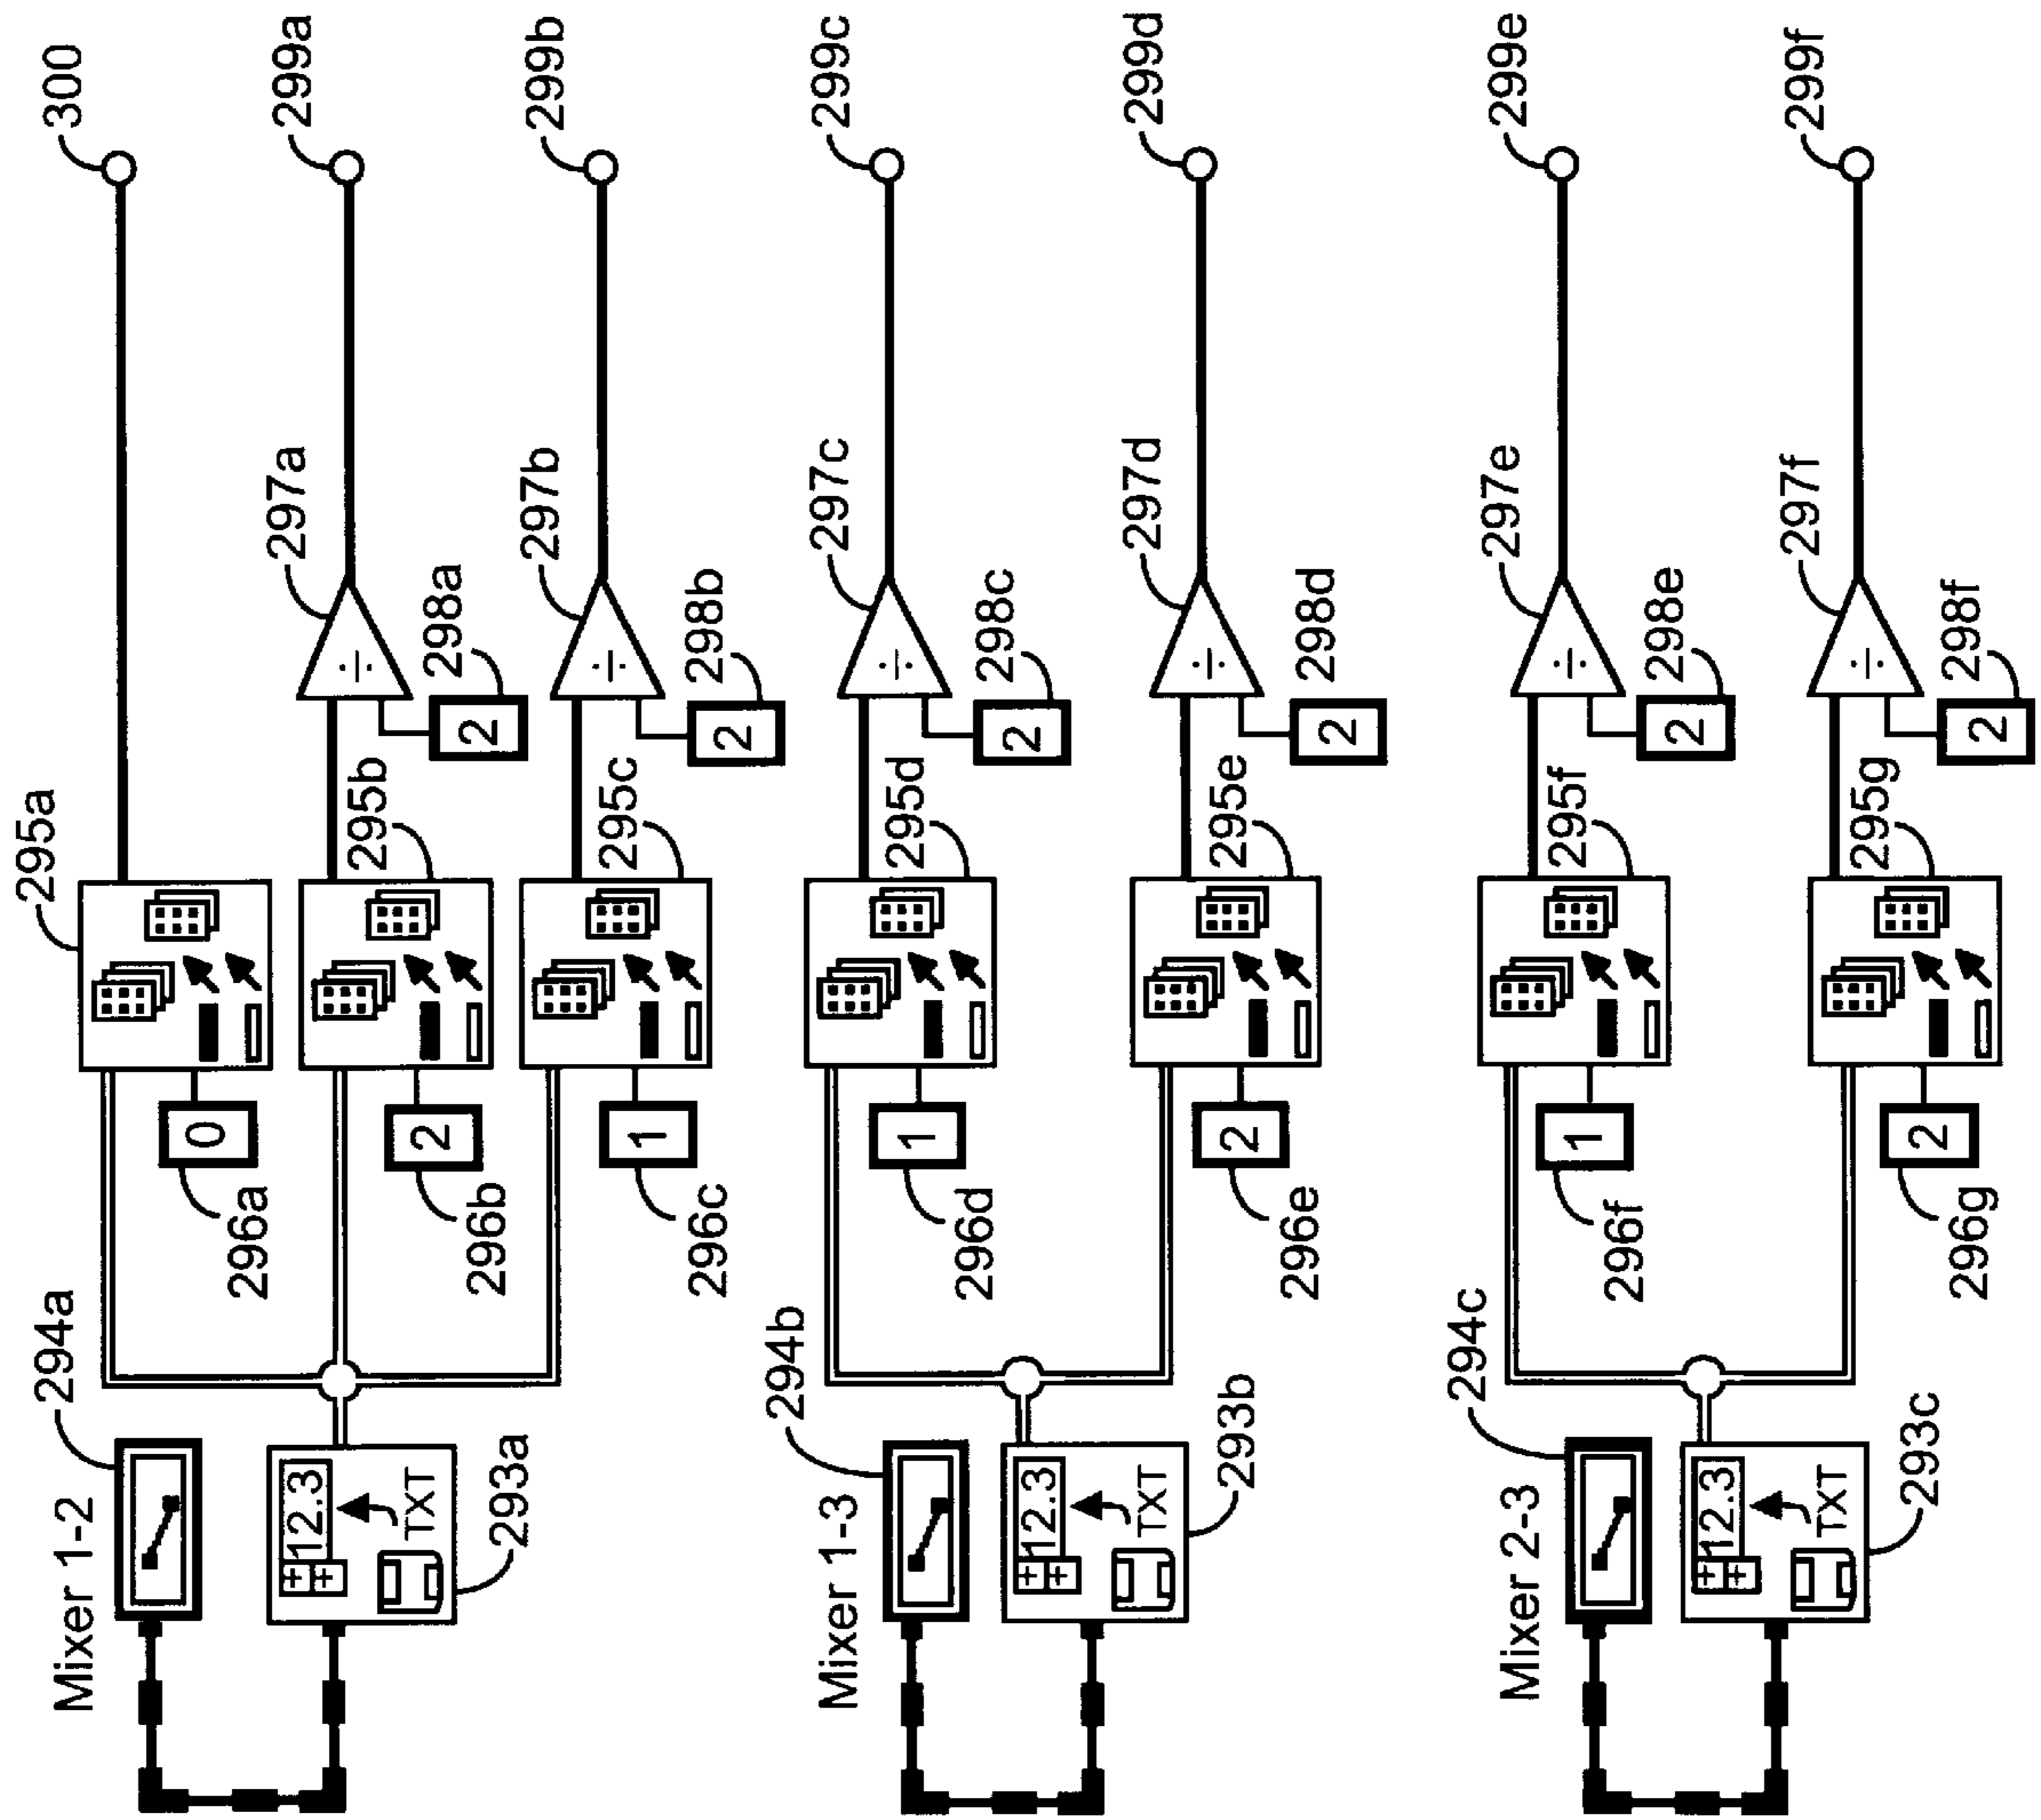 Mixer 1-2
294a
295a
300
296a
0
++
12.3
TXT
293a
296b
2
295b
297a
÷
298a
2
299a
296c
1
295c
297b
÷
298b
2
299b
Mixer 1-3
294b
++
12.3
TXT
293b
296d
1
295d
297c
÷
298c
2
299c
296e
2
295e
297d
÷
298d
2
299d
Mixer 2-3
294c
++
12.3
TXT
293c
296f
1
295f
297e
÷
298e
2
299e
296g
2
295g
297f
÷
298f
2
299f